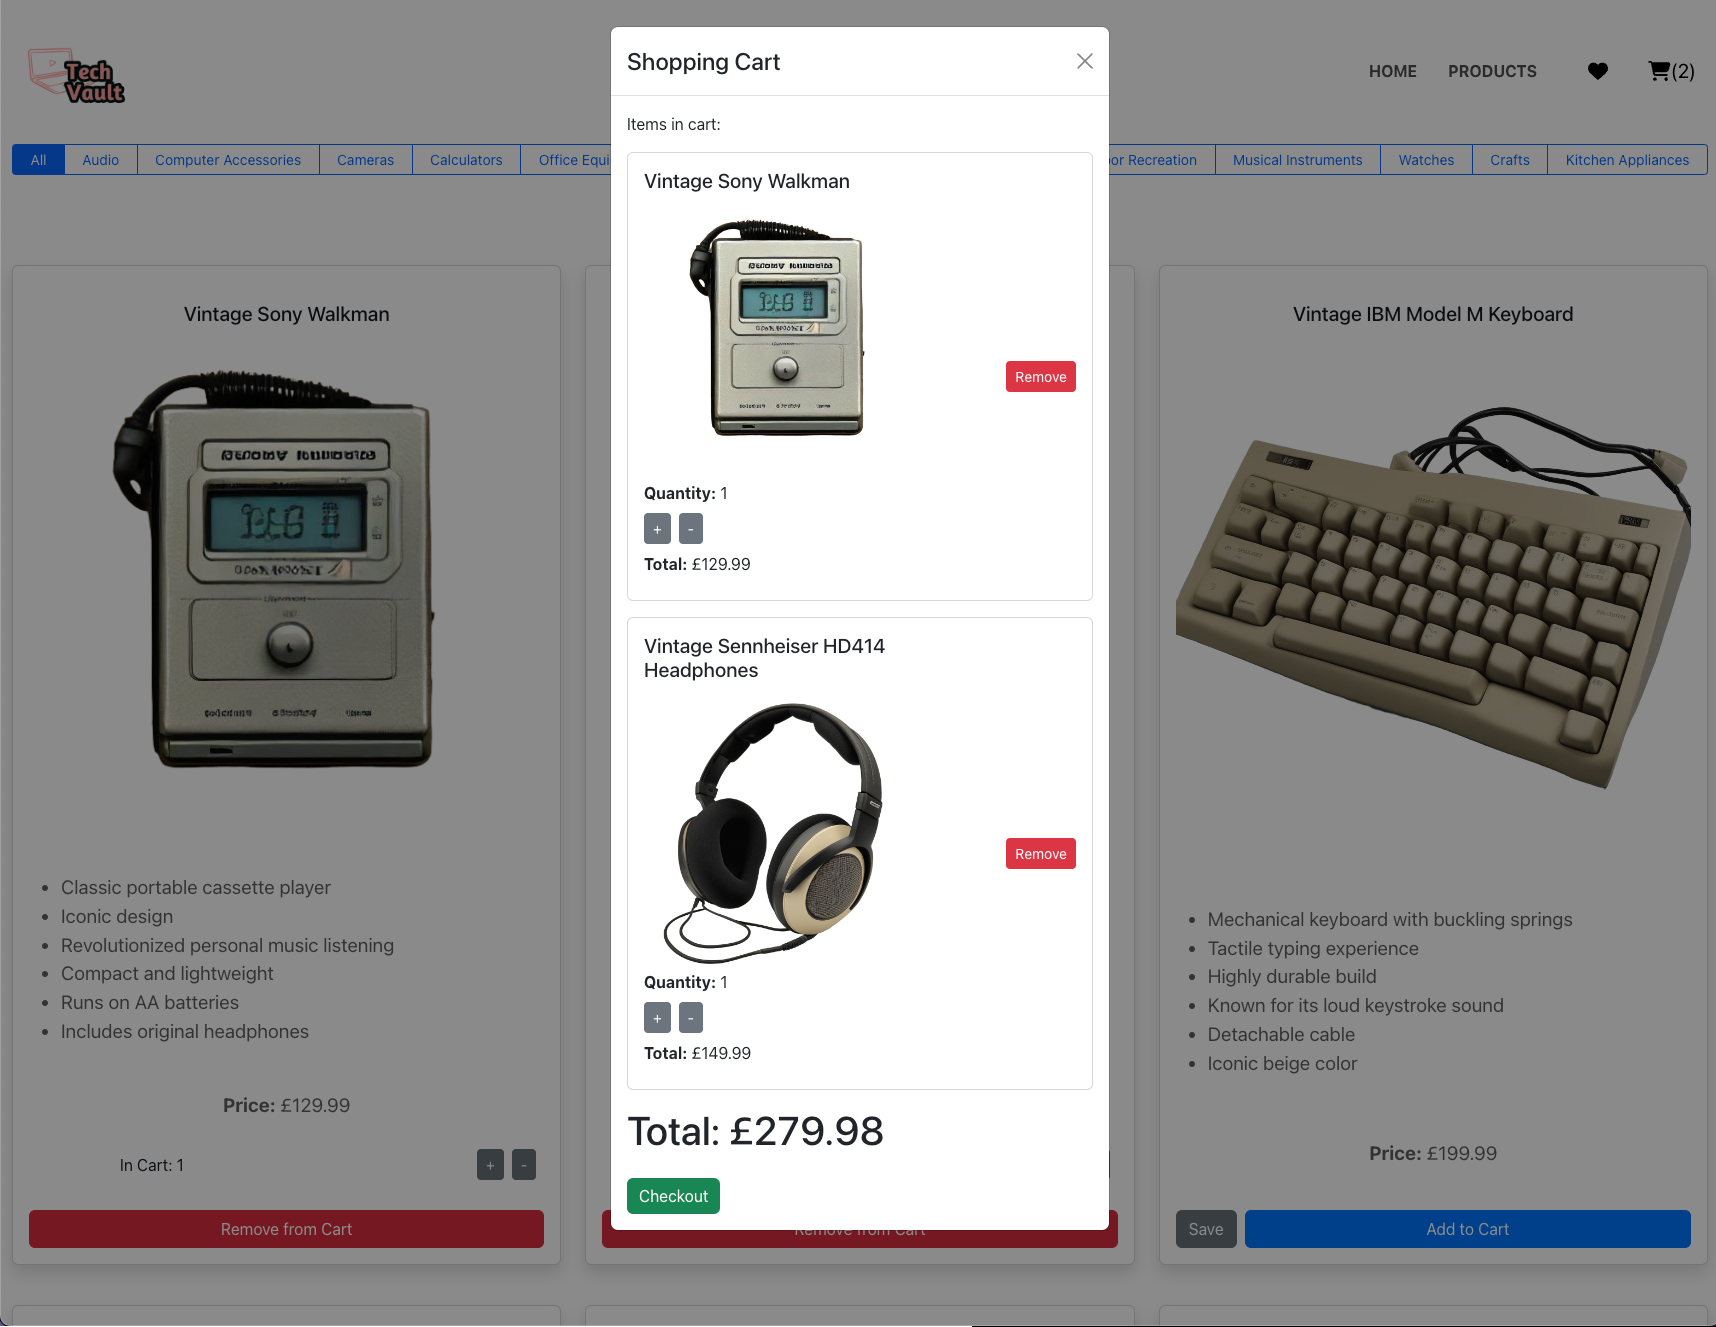 Tech
Vault
HOME
PRODUCTS
(2)
All
Audio
Computer Accessories
Cameras
Calculators
Office Equi
or Recreation
Musical Instruments
Watches
Crafts
Kitchen Appliances
Vintage Sony Walkman
Classic portable cassette player
Iconic design
Revolutionized personal music listening
Compact and lightweight
Runs on AA batteries
Includes original headphones
Price: £129.99
In Cart: 1
+
-
Remove from Cart
Shopping Cart
Items in cart:
Vintage Sony Walkman
Remove
Quantity: 1
+
-
Total: £129.99
Vintage Sennheiser HD414
Headphones
Remove
Quantity: 1
+
-
Total: £149.99
Total: £279.98
Checkout
Remove from Cart
Vintage IBM Model M Keyboard
Mechanical keyboard with buckling springs
Tactile typing experience
Highly durable build
Known for its loud keystroke sound
Detachable cable
Iconic beige color
Price: £199.99
Save
Add to Cart